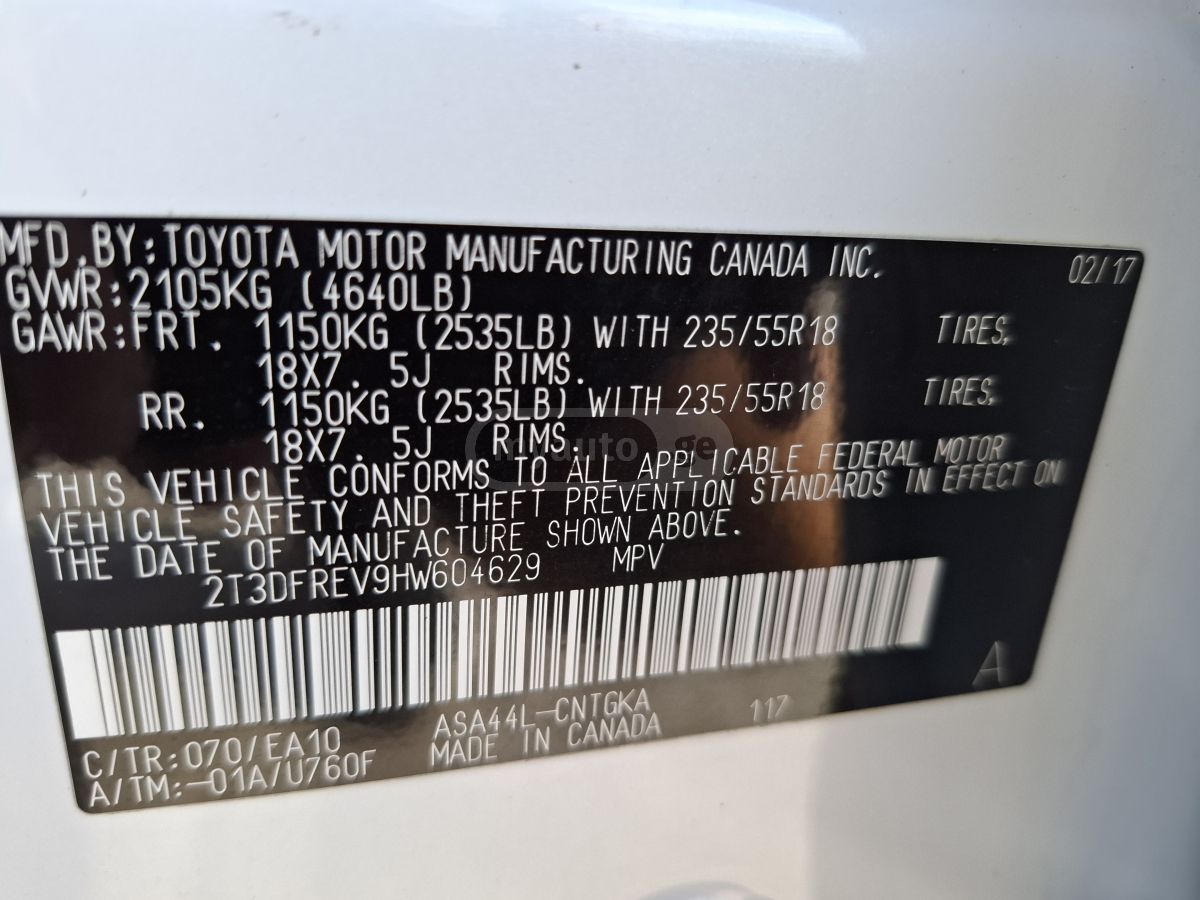 MFD.BY:TOYOTA MOTOR MANUFACTURING CANADA INC. 02/17
GVWR:2105KG (4640LB)
GAWR:FRT. 1150KG (2535LB) WITH 235/55R18 TIRES,
18X7.5J RIMS.
RR. 1150KG (2535LB) WITH 235/55R18 TIRES,
18X7.5J RIMS.
myauto.ge
THIS VEHICLE CONFORMS TO ALL APPLICABLE FEDERAL MOTOR
VEHICLE SAFETY AND THEFT PREVENTION STANDARDS IN EFFECT ON
THE DATE OF MANUFACTURE SHOWN ABOVE.
2T3DFREV9HW604629 MPV
A
C/TR:070/EA10 ASA44L-CNTGKA 117
A/TM:-01A/U760F MADE IN CANADA